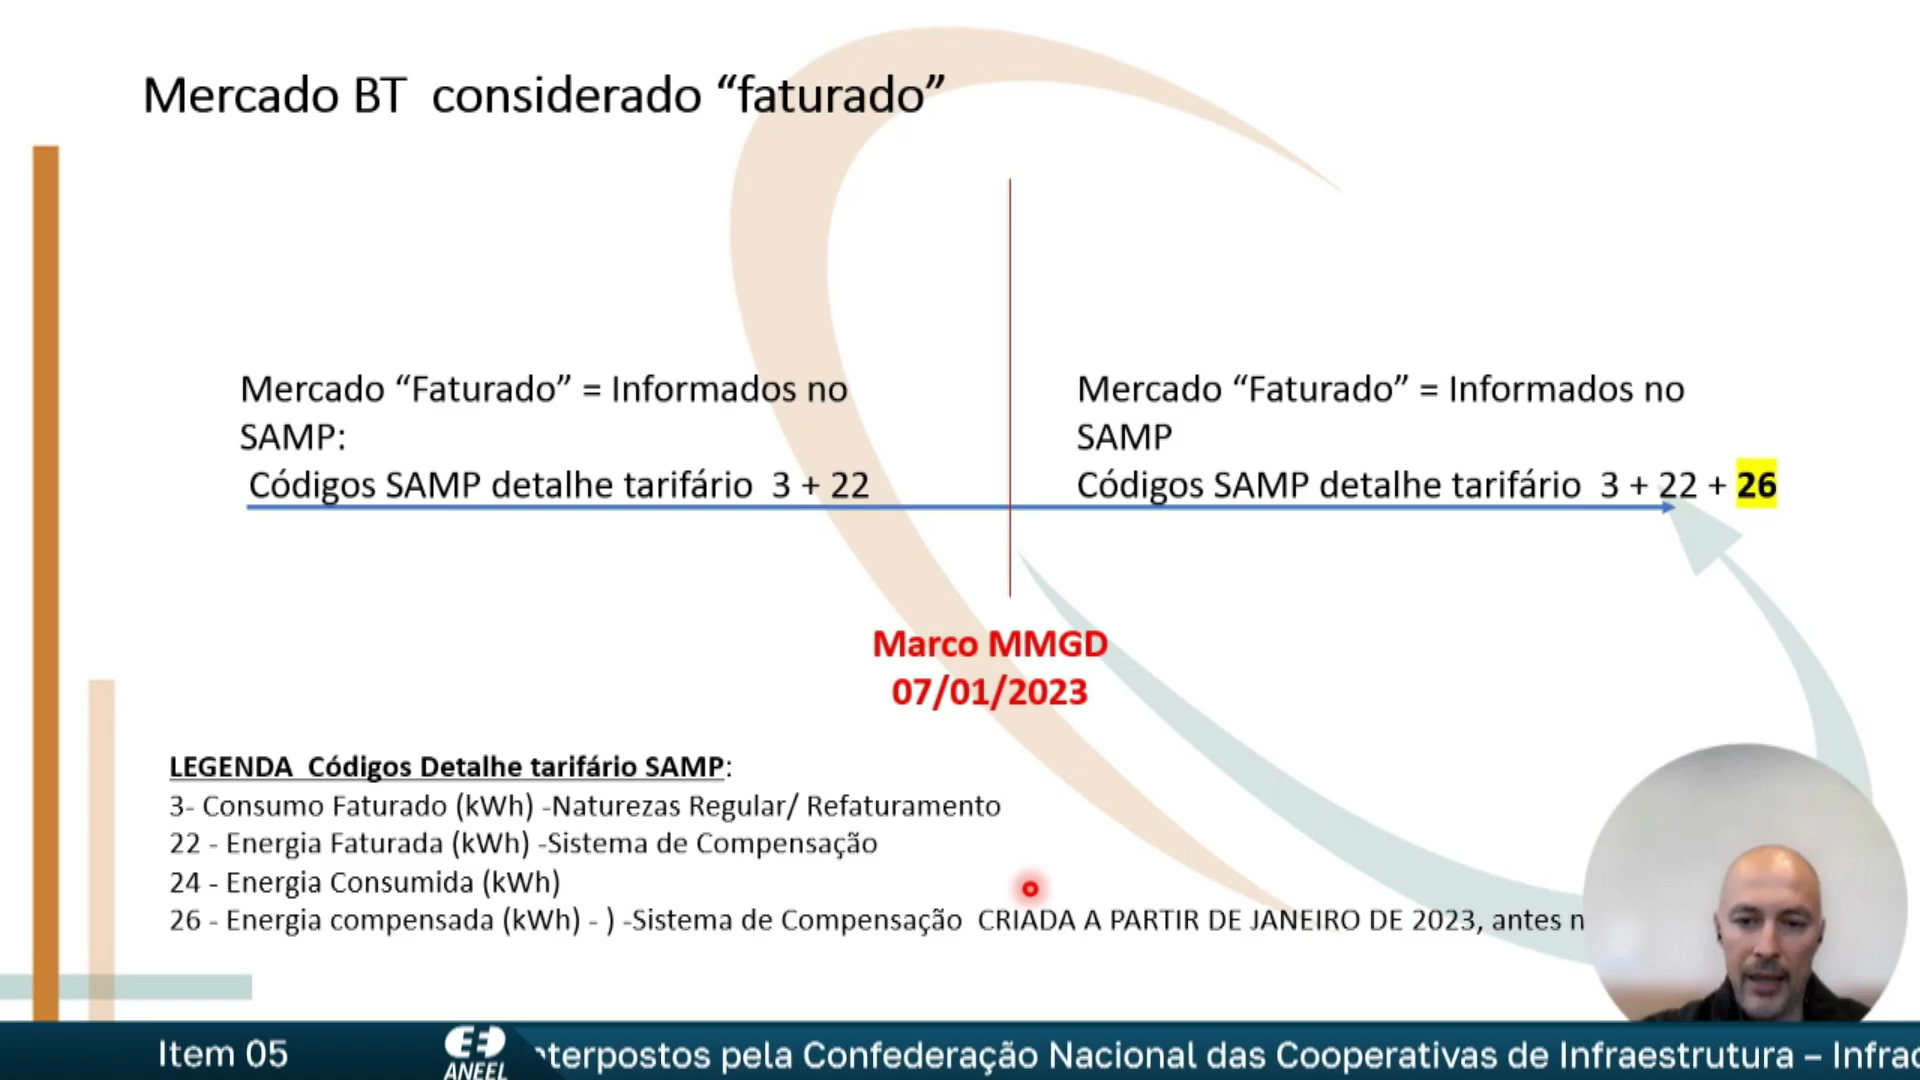 Mercado BT considerado “faturado”
Mercado “Faturado” = Informados no
SAMP:
Códigos SAMP detalhe tarifário 3 + 22
Mercado “Faturado” = Informados no
SAMP
Códigos SAMP detalhe tarifário 3 + 22 + 26
Marco MMGD
07/01/2023
LEGENDA Códigos Detalhe tarifário SAMP:
3- Consumo Faturado (kWh) -Naturezas Regular/ Refaturamento
22 - Energia Faturada (kWh) -Sistema de Compensação
24 - Energia Consumida (kWh)
26 - Energia compensada (kWh) - ) -Sistema de Compensação CRIADA A PARTIR DE JANEIRO DE 2023, antes n
Item 05
ANEEL
terpostos pela Confederação Nacional das Cooperativas de Infraestrutura – Infrac